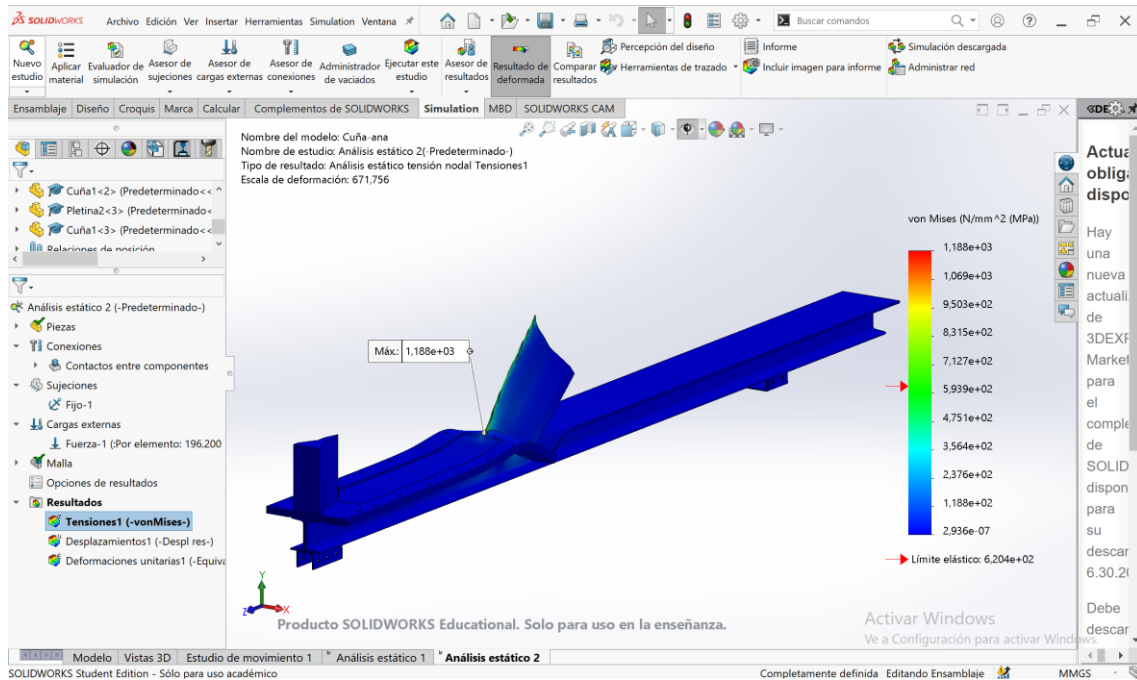 SOLIDWORKS
Archivo Edición Ver Insertar Herramientas Simulation Ventana
Buscar comandos
Nuevo estudio
Aplicar material
Evaluador de simulación
Asesor de sujeciones
Asesor de cargas externas
Asesor de conexiones
Administrador de vaciados
Ejecutar este estudio
Asesor de resultados
Resultado de deformada
Comparar resultados
Percepción del diseño
Herramientas de trazado
Informe
Incluir imagen para informe
Simulación descargada
Administrar red
Ensamblaje Diseño Croquis Marca Calcular Complementos de SOLIDWORKS Simulation MBD SOLIDWORKS CAM
Cuña1<2> (Predeterminado<<
Pletina2<3> (Predeterminado<
Cuña1<3> (Predeterminado<<
Relaciones de posición
Análisis estático 2 (-Predeterminado-)
Piezas
Conexiones
Contactos entre componentes
Sujeciones
Fijo-1
Cargas externas
Fuerza-1 (:Por elemento: 196.200
Malla
Opciones de resultados
Resultados
Tensiones1 (-vonMises-)
Desplazamientos1 (-Despl res-)
Deformaciones unitarias1 (-Equiva
Nombre del modelo: Cuña-ana
Nombre de estudio: Análisis estático 2(-Predeterminado-)
Tipo de resultado: Análisis estático tensión nodal Tensiones1
Escala de deformación: 671,756
Máx.: 1,188e+03
von Mises (N/mm^2 (MPa))
1,188e+03
1,069e+03
9,503e+02
8,315e+02
7,127e+02
5,939e+02
4,751e+02
3,564e+02
2,376e+02
1,188e+02
2,936e-07
Límite elástico: 6,204e+02
Y
Z
X
Producto SOLIDWORKS Educational. Solo para uso en la enseñanza.
Activar Windows
Ve a Configuración para activar Windows.
3DE
Actua
obliga
dispo
Hay
una
nueva
actuali
de
3DEXF
Market
para
el
comple
de
SOLID
dispon
para
su
descar
6.30.20
Debe
descar
Modelo Vistas 3D Estudio de movimiento 1 Análisis estático 1 Análisis estático 2
SOLIDWORKS Student Edition - Sólo para uso académico
Completamente definida Editando Ensamblaje MMGS